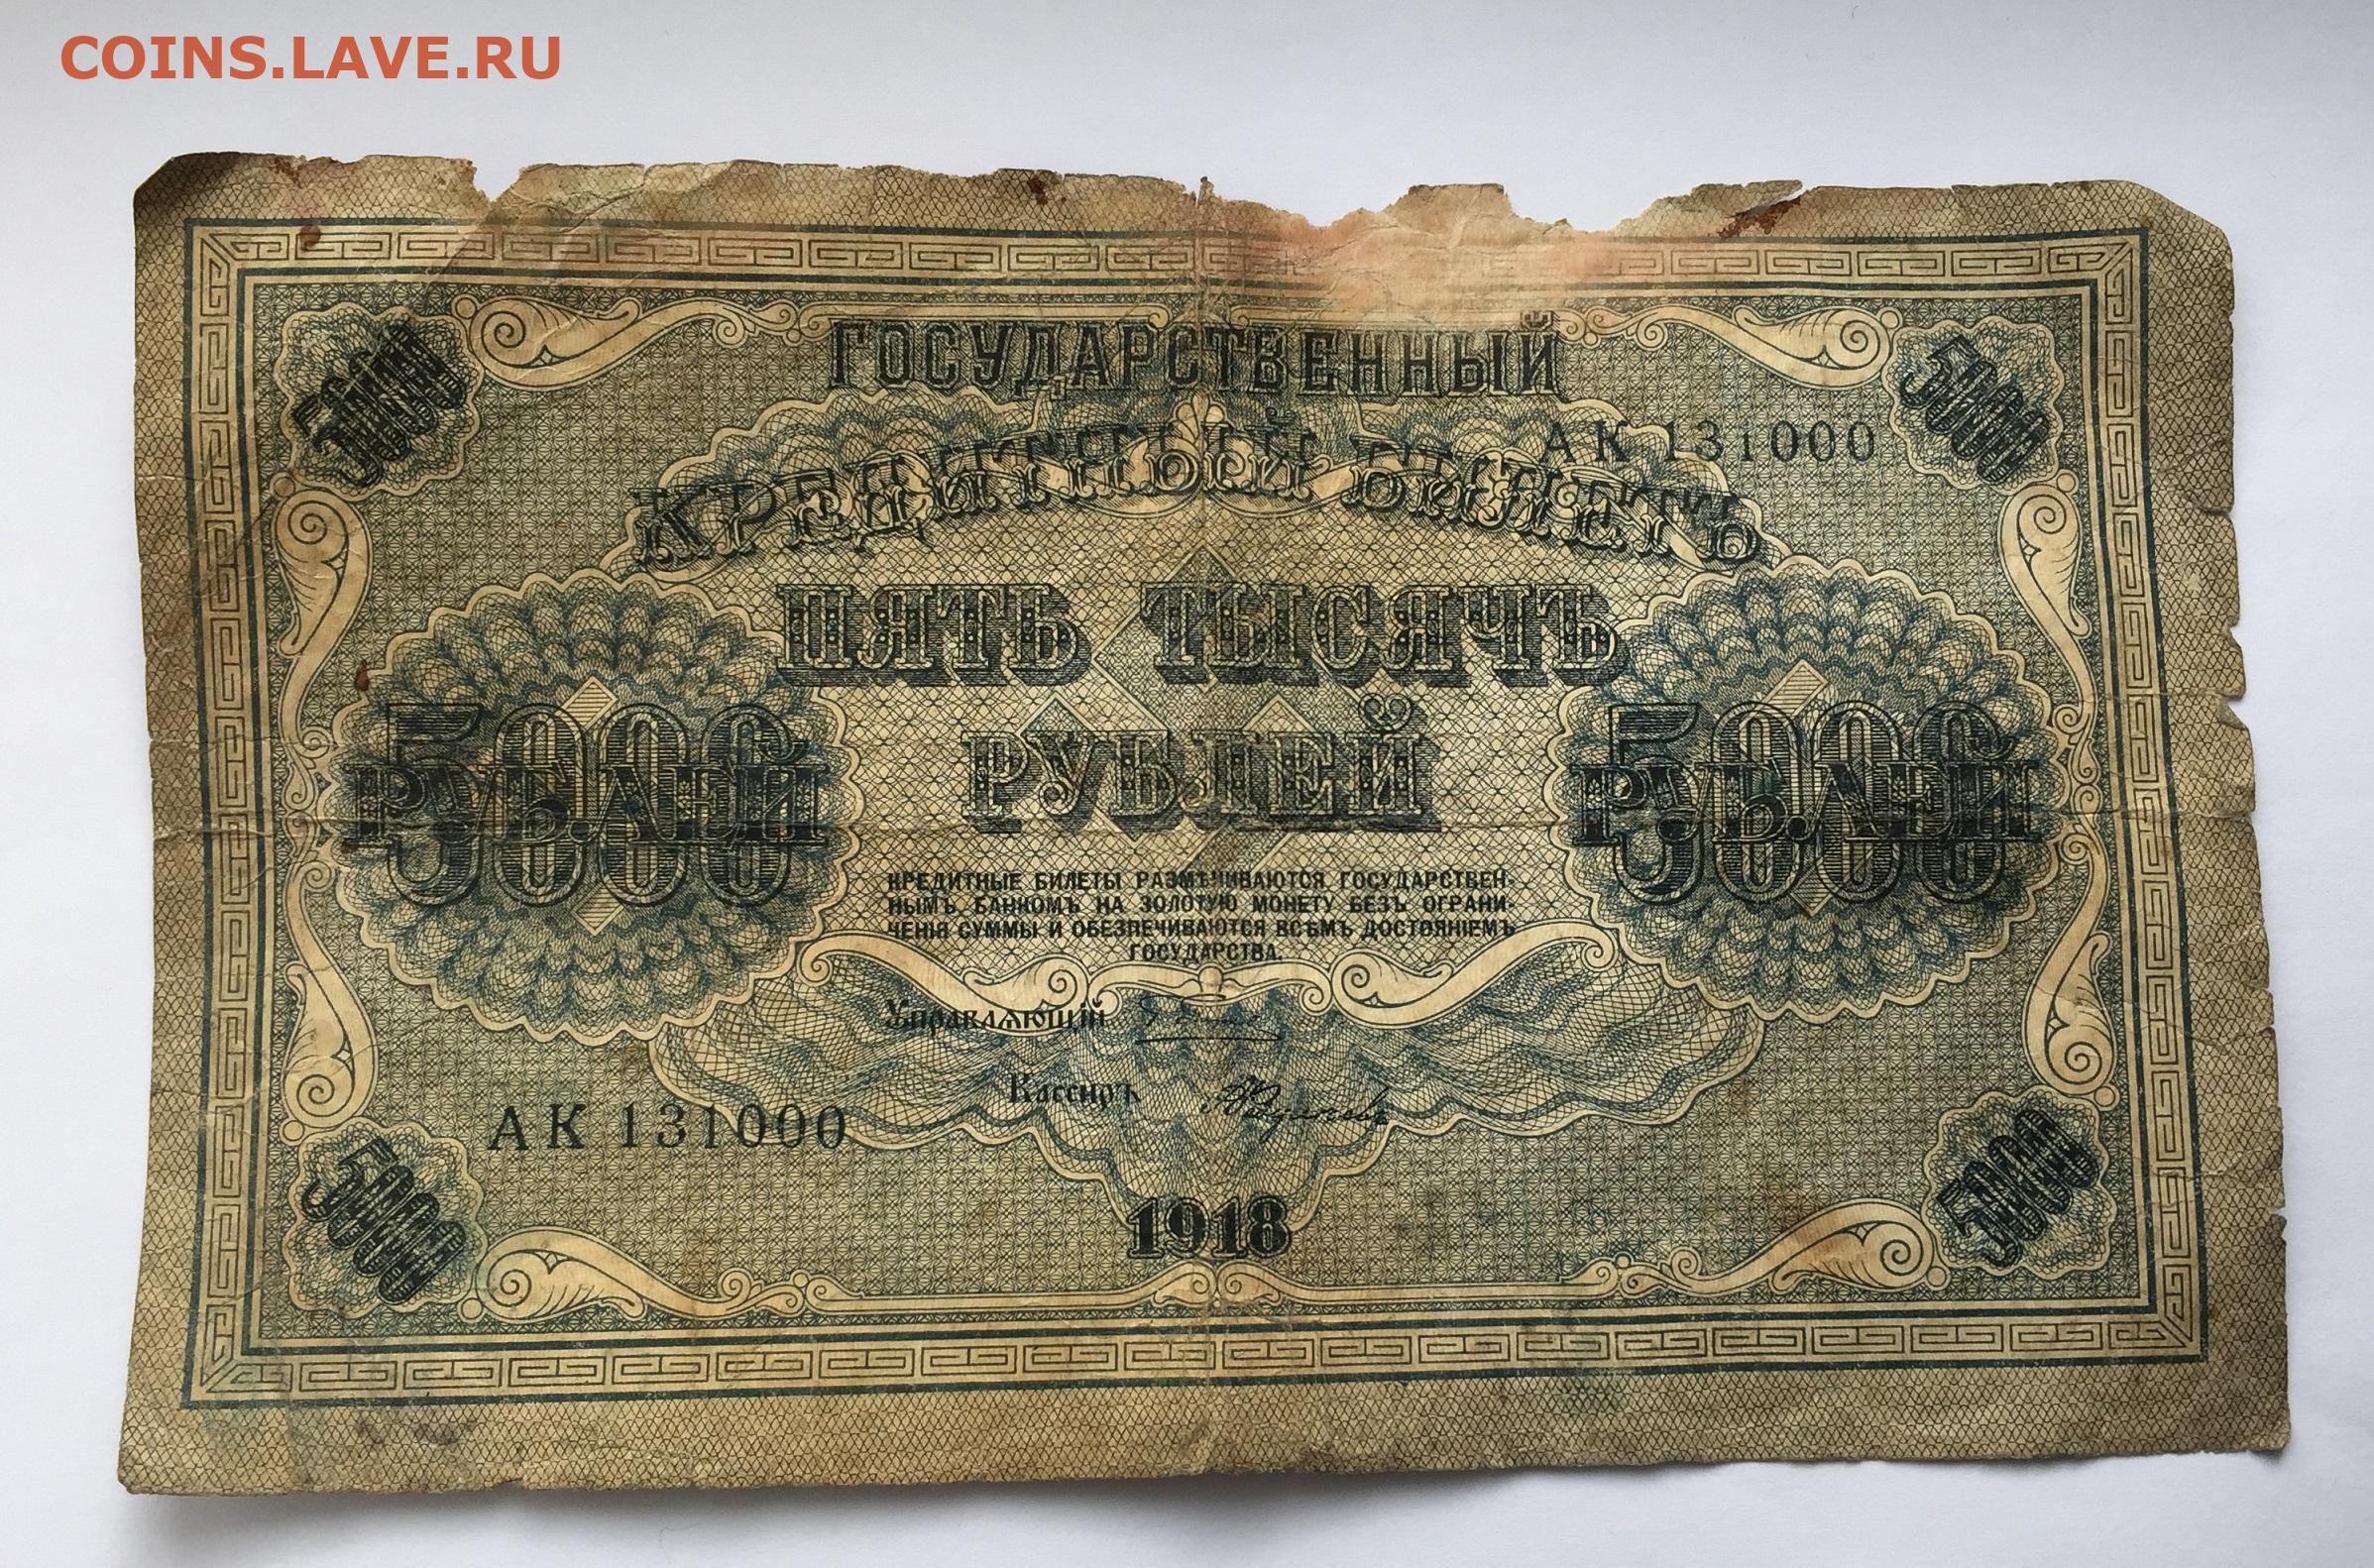 COINS.LAVE.RU
5000
5000
ГОСУДАРСТВЕННЫЙ
АК 131000
КРЕДИТНЫЙ БИЛЕТЪ
ПЯТЬ ТЫСЯЧЪ
РУБЛЕЙ
5000
РУБЛЕЙ
5000
РУБЛЕЙ
КРЕДИТНЫЕ БИЛЕТЫ РАЗМѢНИВАЮТСЯ ГОСУДАРСТВЕН-
НЫМЪ БАНКОМЪ НА ЗОЛОТУЮ МОНЕТУ БЕЗЪ ОГРАНИ-
ЧЕНІЯ СУММЫ И ОБЕЗПЕЧИВАЮТСЯ ВСѢМЪ ДОСТОЯНІЕМЪ
ГОСУДАРСТВА.
Управляющій
Кассиръ
АК 131000
5000
5000
1918